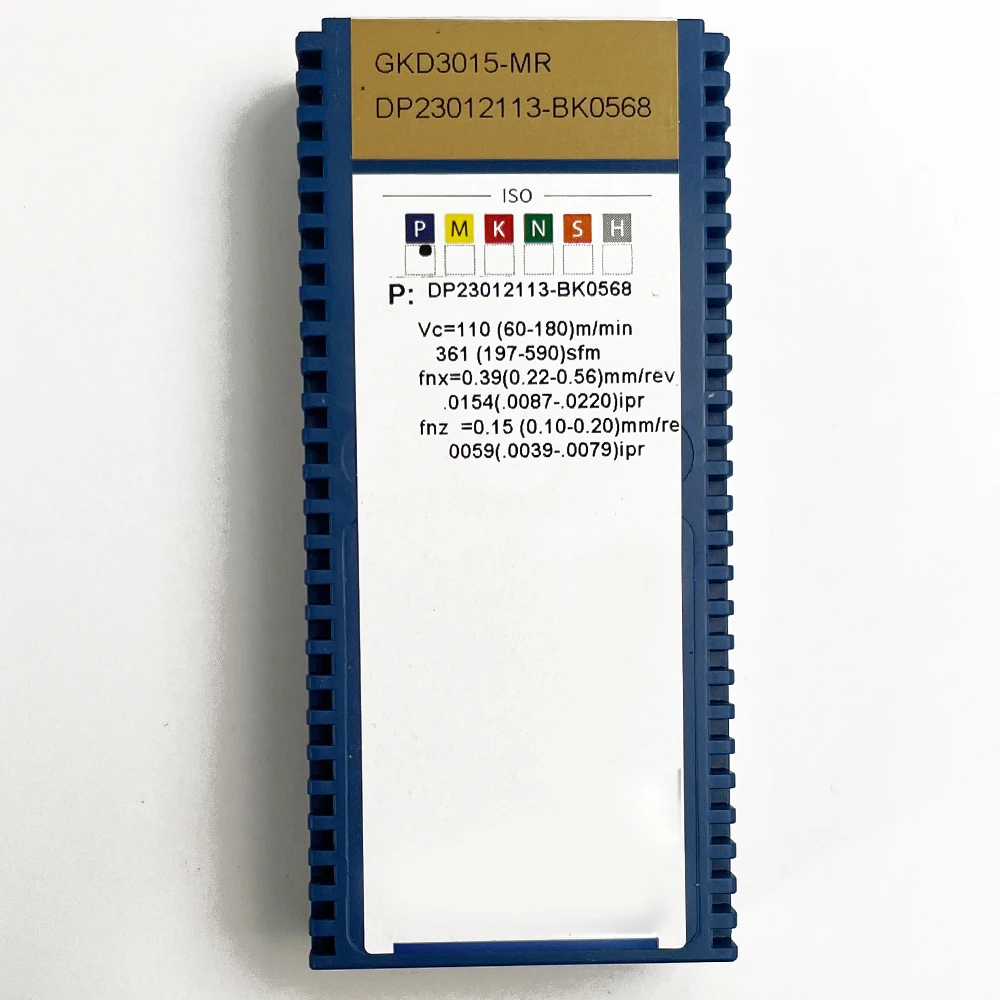 GKD3015-MR
DP23012113-BK0568
ISO
P M K N S H
P: DP23012113-BK0568
Vc=110 (60-180)m/min
361 (197-590)sfm
fnx=0.39(0.22-0.56)mm/rev
.0154(.0087-.0220)ipr
fnz =0.15 (0.10-0.20)mm/re
0059(.0039-.0079)ipr